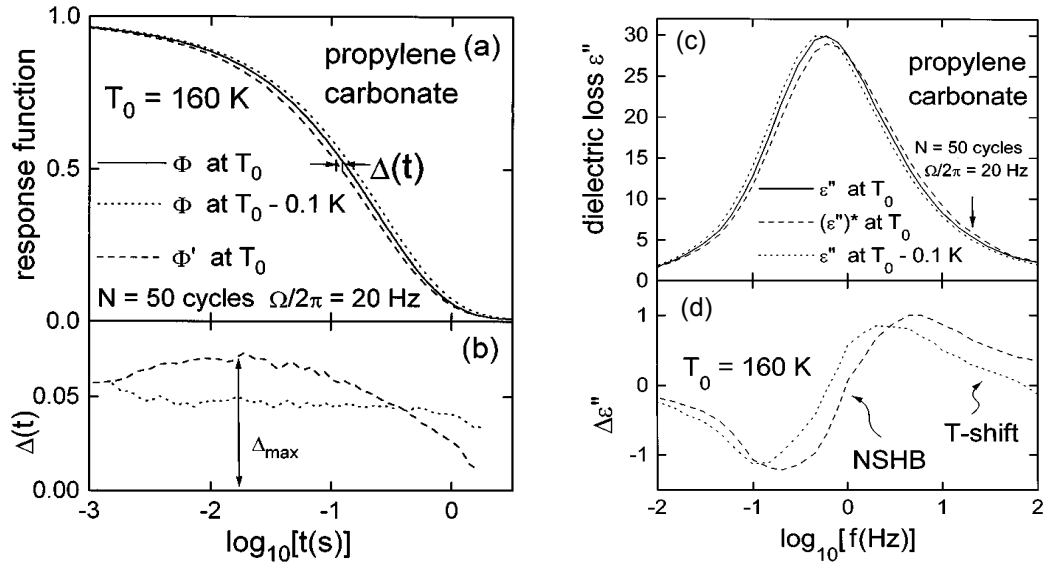 (a)
propylene
carbonate
T₀ = 160 K
Φ at T₀
Φ at T₀ - 0.1 K
Φ' at T₀
N = 50 cycles Ω/2π = 20 Hz
Δ(t)
response function
1.0
0.5
0.0
(b)
Δ(t)
0.05
0.00
Δmax
-3
-2
-1
0
log₁₀[t(s)]
(c)
propylene
carbonate
N = 50 cycles
Ω/2π = 20 Hz
ε" at T₀
(ε")* at T₀
ε" at T₀ - 0.1 K
dielectric loss ε"
30
25
20
15
10
5
0
(d)
T₀ = 160 K
T-shift
NSHB
Δε"
1
0
-1
-2
-1
0
1
2
log₁₀[f(Hz)]